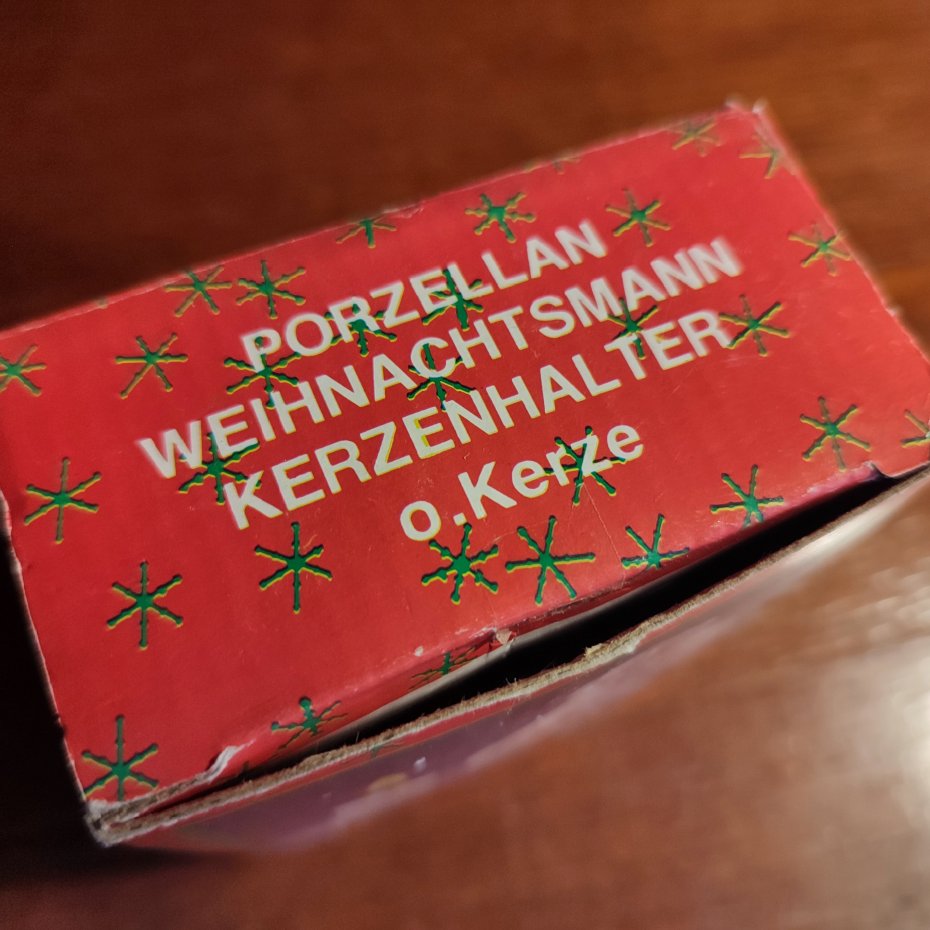 PORZELLAN
WEIHNACHTSMANN
KERZENHALTER
o.Kerze